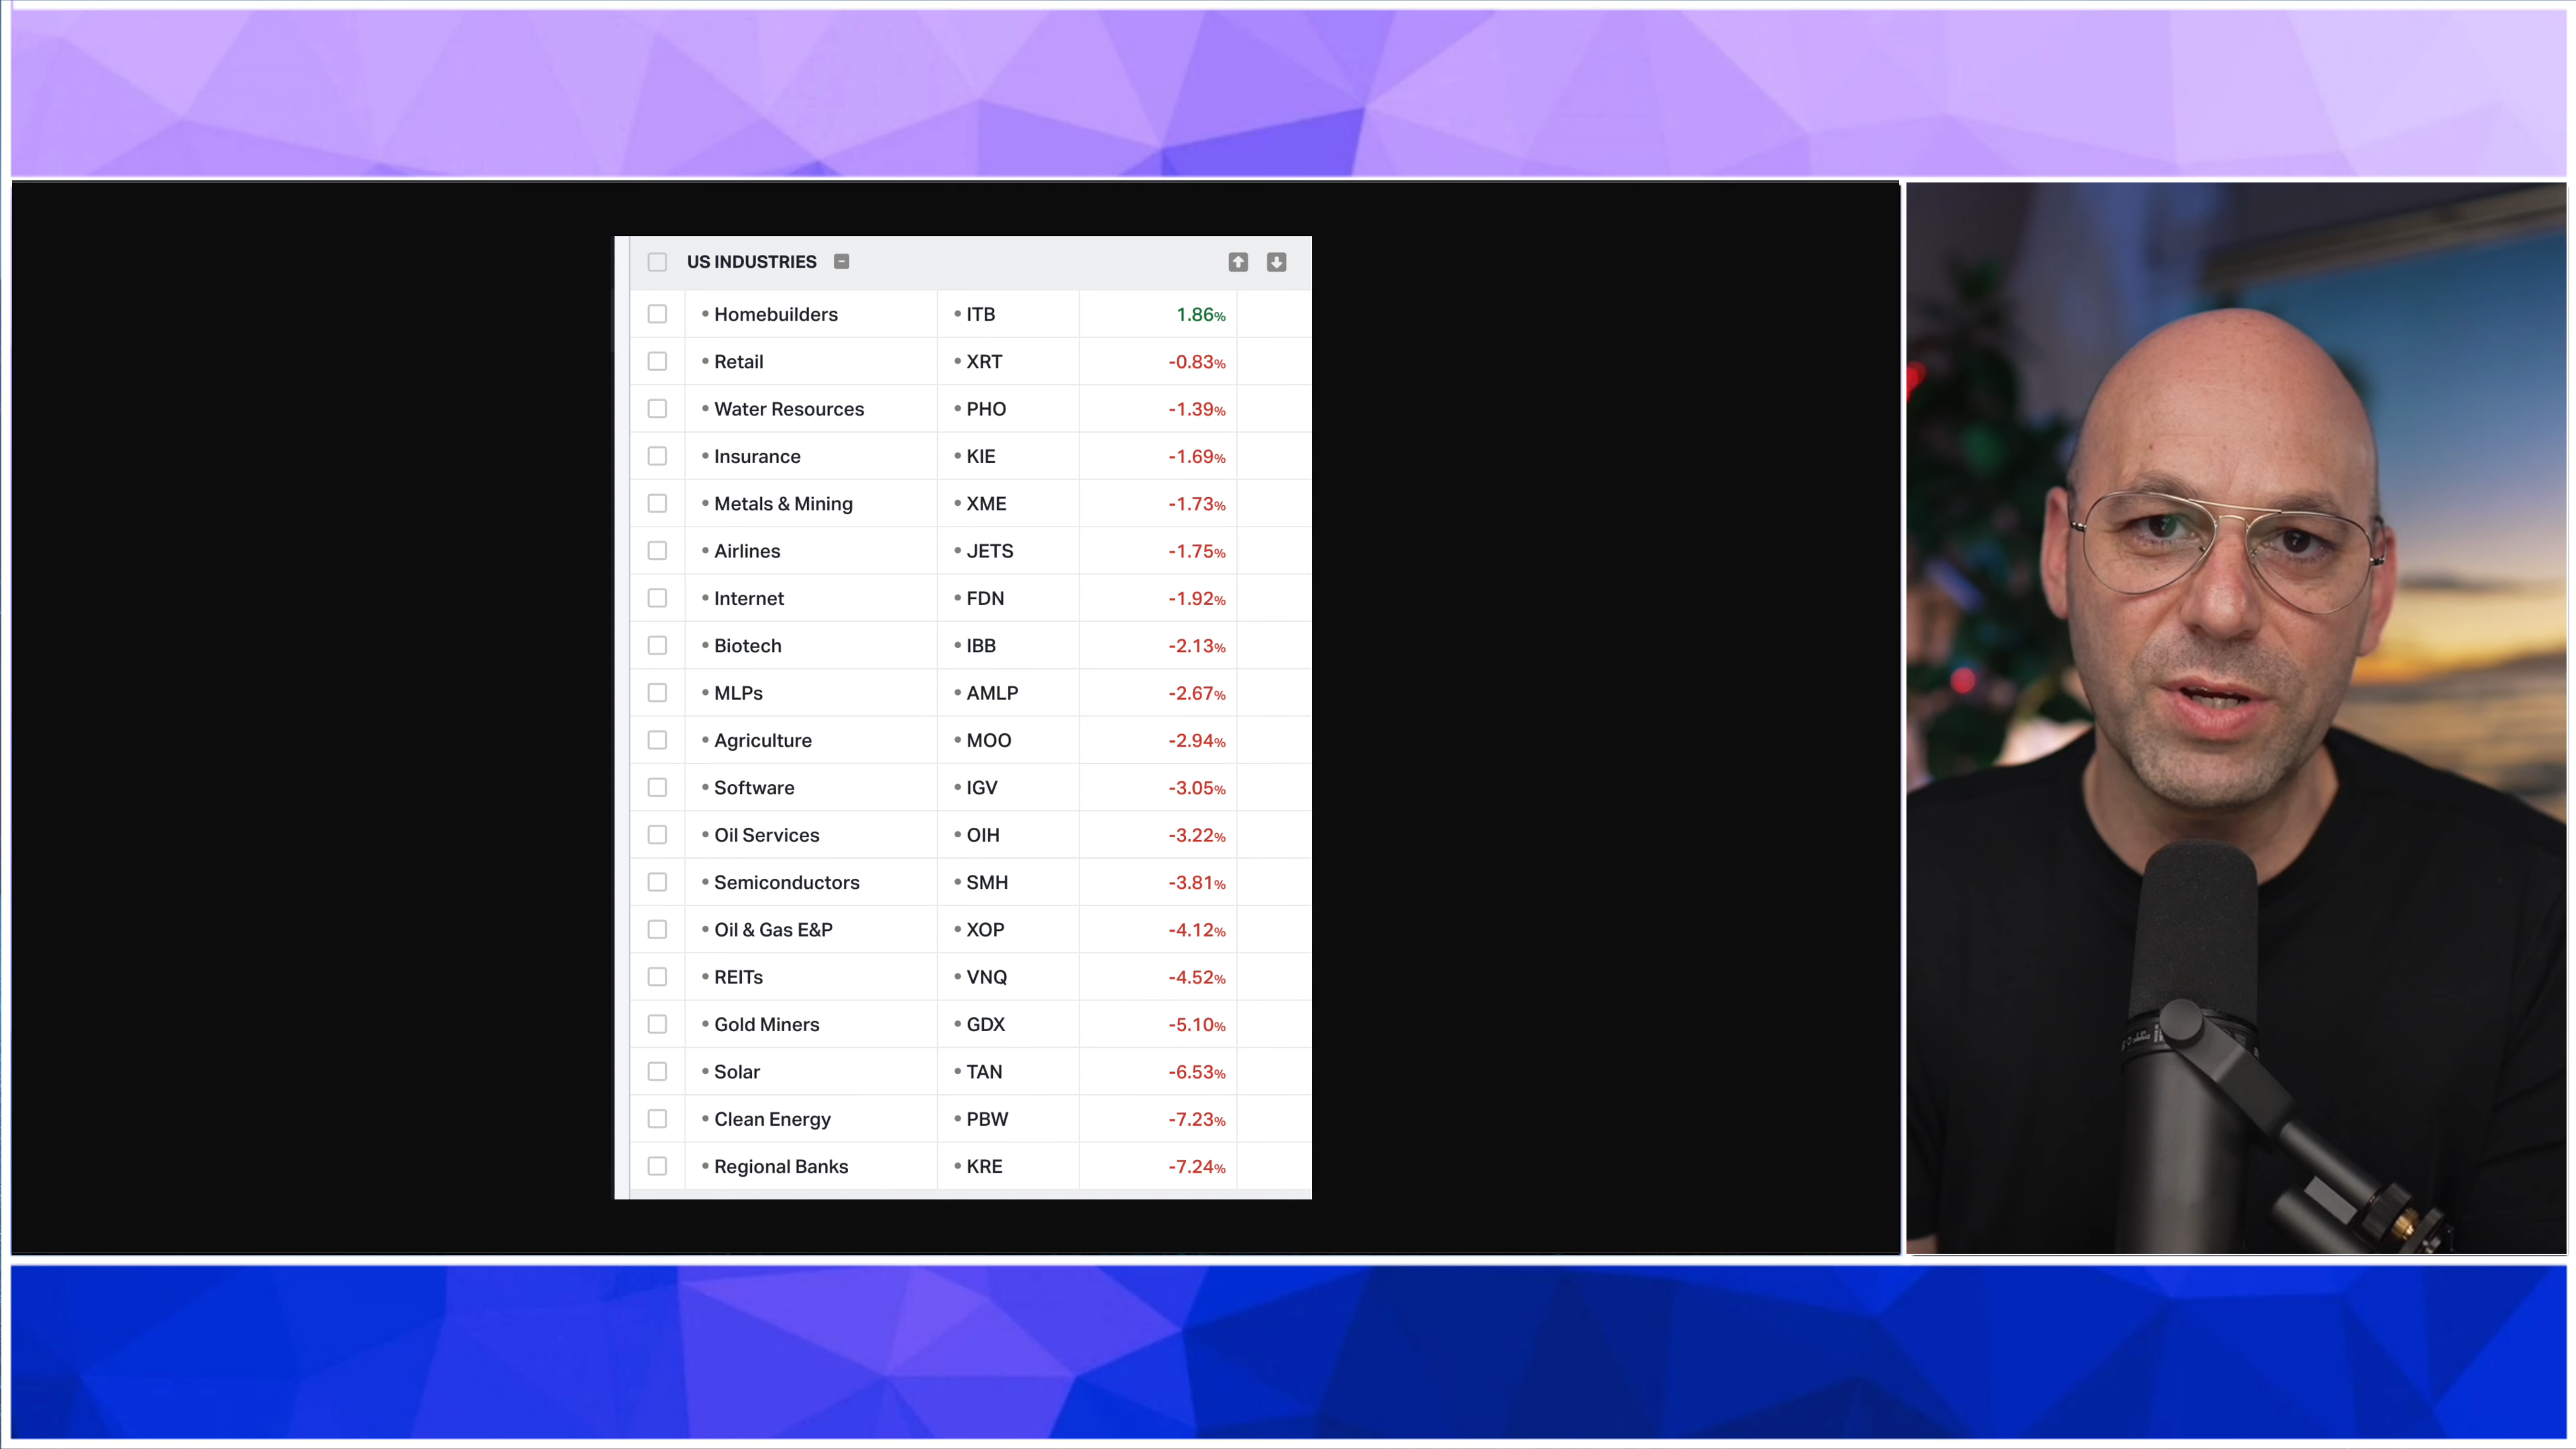 US INDUSTRIES
• Homebuilders • ITB 1.86%
• Retail • XRT -0.83%
• Water Resources • PHO -1.39%
• Insurance • KIE -1.69%
• Metals & Mining • XME -1.73%
• Airlines • JETS -1.75%
• Internet • FDN -1.92%
• Biotech • IBB -2.13%
• MLPs • AMLP -2.67%
• Agriculture • MOO -2.94%
• Software • IGV -3.05%
• Oil Services • OIH -3.22%
• Semiconductors • SMH -3.81%
• Oil & Gas E&P • XOP -4.12%
• REITs • VNQ -4.52%
• Gold Miners • GDX -5.10%
• Solar • TAN -6.53%
• Clean Energy • PBW -7.23%
• Regional Banks • KRE -7.24%